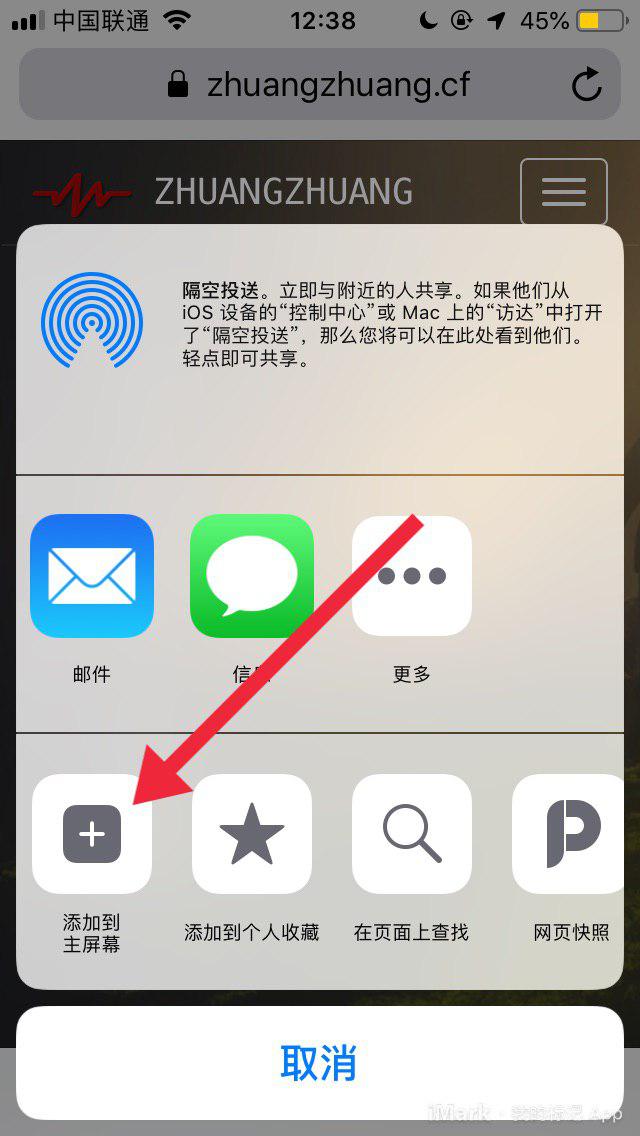 中国联通 12:38 45%
zhuangzhuang.cf
ZHUANGZHUANG
隔空投送。立即与附近的人共享。如果他们从
iOS 设备的“控制中心”或 Mac 上的“访达”中打开
了“隔空投送”，那么您将可以在此处看到他们。
轻点即可共享。
邮件 信息 更多
添加到
主屏幕
添加到个人收藏 在页面上查找 网页快照
取消
iMark · 我的标记 App